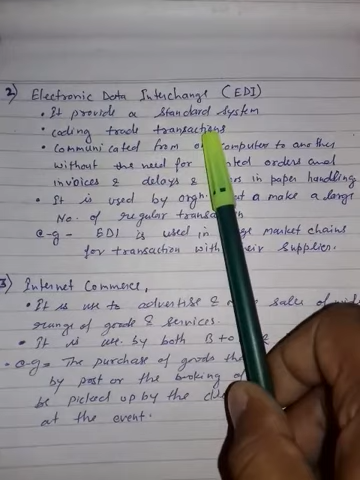 2) Electronic Data Interchange (EDI)
• It provide a standard system
• coding trade transactions
• communicated from computer to another
without the need for orders and
invoices & delays & in paper handling
• It is used by orgn. a make a large
No. of regular
e-g- EDI is used in market chains
for transaction with their supplier.
3) Internet Commerce,
• It is use to advertise & sales of
range of goods & services.
• It is use by both B to
• e-g- The purchase of goods
by post or the booking of
be picked up by the
at the event.